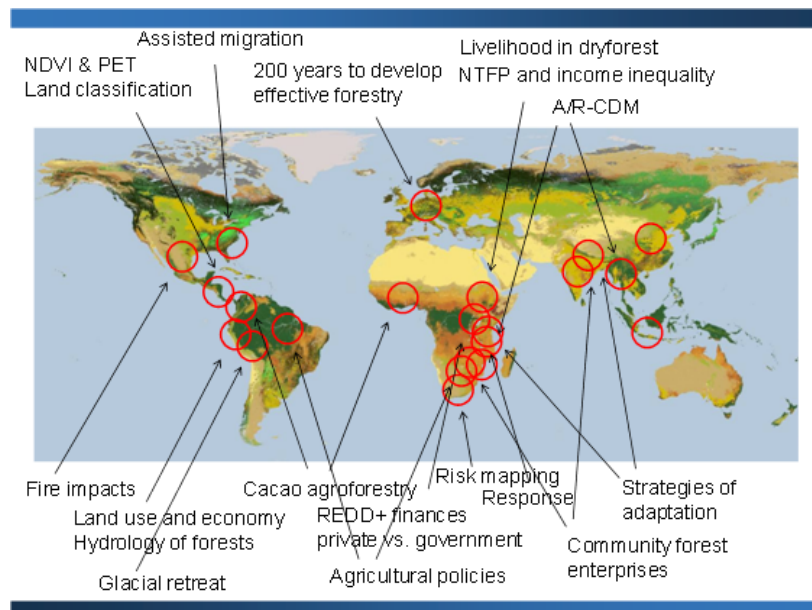 Assisted migration
NDVI & PET
Land classification
200 years to develop
effective forestry
Livelihood in dryforest
NTFP and income inequality
A/R-CDM
Fire impacts
Land use and economy
Hydrology of forests
Glacial retreat
Cacao agroforestry
REDD+ finances
private vs. government
Agricultural policies
Risk mapping
Response
Strategies of
adaptation
Community forest
enterprises